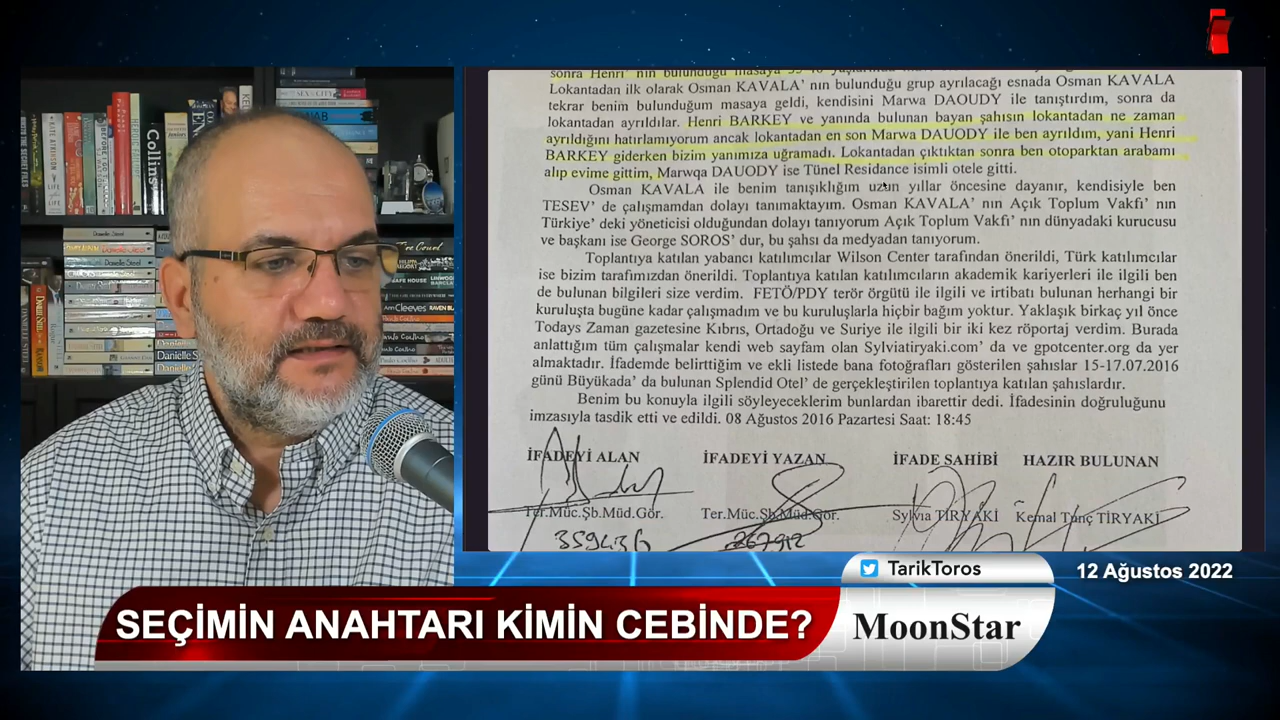 sonra Henri' nin bulunduğu masaya
Lokantadan ilk olarak Osman KAVALA' nın bulunduğu grup ayrılacağı esnada Osman KAVALA
tekrar benim bulunduğum masaya geldi, kendisini Marwa DAOUDY ile tanıştırdım, sonra da
lokantadan ayrıldılar. Henri BARKEY ve yanında bulunan bayan şahısın lokantadan ne zaman
ayrıldığını hatırlamıyorum ancak lokantadan en son Marwa DAUODY ile ben ayrıldım, yani Henri
BARKEY giderken bizim yanımıza uğramadı. Lokantadan çıktıktan sonra ben otoparktan arabamı
alıp evime gittim, Marwqa DAUODY ise Tünel Residance isimli otele gitti.
Osman KAVALA ile benim tanışıklığım uzun yıllar öncesine dayanır, kendisiyle ben
TESEV' de çalışmamdan dolayı tanımaktayım. Osman KAVALA' nın Açık Toplum Vakfı' nın
Türkiye' deki yöneticisi olduğundan dolayı tanıyorum Açık Toplum Vakfı' nın dünyadaki kurucusu
ve başkanı ise George SOROS' dur, bu şahsı da medyadan tanıyorum.
Toplantıya katılan yabancı katılımcılar Wilson Center tarafından önerildi, Türk katılımcılar
ise bizim tarafımızdan önerildi. Toplantıya katılan katılımcıların akademik kariyerleri ile ilgili ben
de bulunan bilgileri size verdim. FETÖ/PDY terör örgütü ile ilgili ve irtibatı bulunan herhangi bir
kuruluşta bugüne kadar çalışmadım ve bu kuruluşlarla hiçbir bağım yoktur. Yaklaşık birkaç yıl önce
Todays Zaman gazetesine Kıbrıs, Ortadoğu ve Suriye ile ilgili bir iki kez röportaj verdim. Burada
anlattığım tüm çalışmalar kendi web sayfam olan Sylviatiryaki.com' da ve gpotcenter.org da yer
almaktadır. İfademde belirttiğim ve ekli listede bana fotoğrafları gösterilen şahıslar 15-17.07.2016
günü Büyükada' da bulunan Splendid Otel' de gerçekleştirilen toplantıya katılan şahıslardır.
Benim bu konuyla ilgili söyleyeceklerim bunlardan ibarettir dedi. İfadesinin doğruluğunu
imzasıyla tasdik etti ve edildi. 08 Ağustos 2016 Pazartesi Saat: 18:45
İFADEYİ ALAN İFADEYİ YAZAN İFADE SAHİBİ HAZIR BULUNAN
Ter.Müc.Şb.Müd.Gör. Ter.Müc.Şb.Müd.Gör. Sylvia TİRYAKİ Kemal Tunç TİRYAKİ
359436 267912
TarikToros
12 Ağustos 2022
SEÇİMİN ANAHTARI KİMİN CEBİNDE?
MoonStar